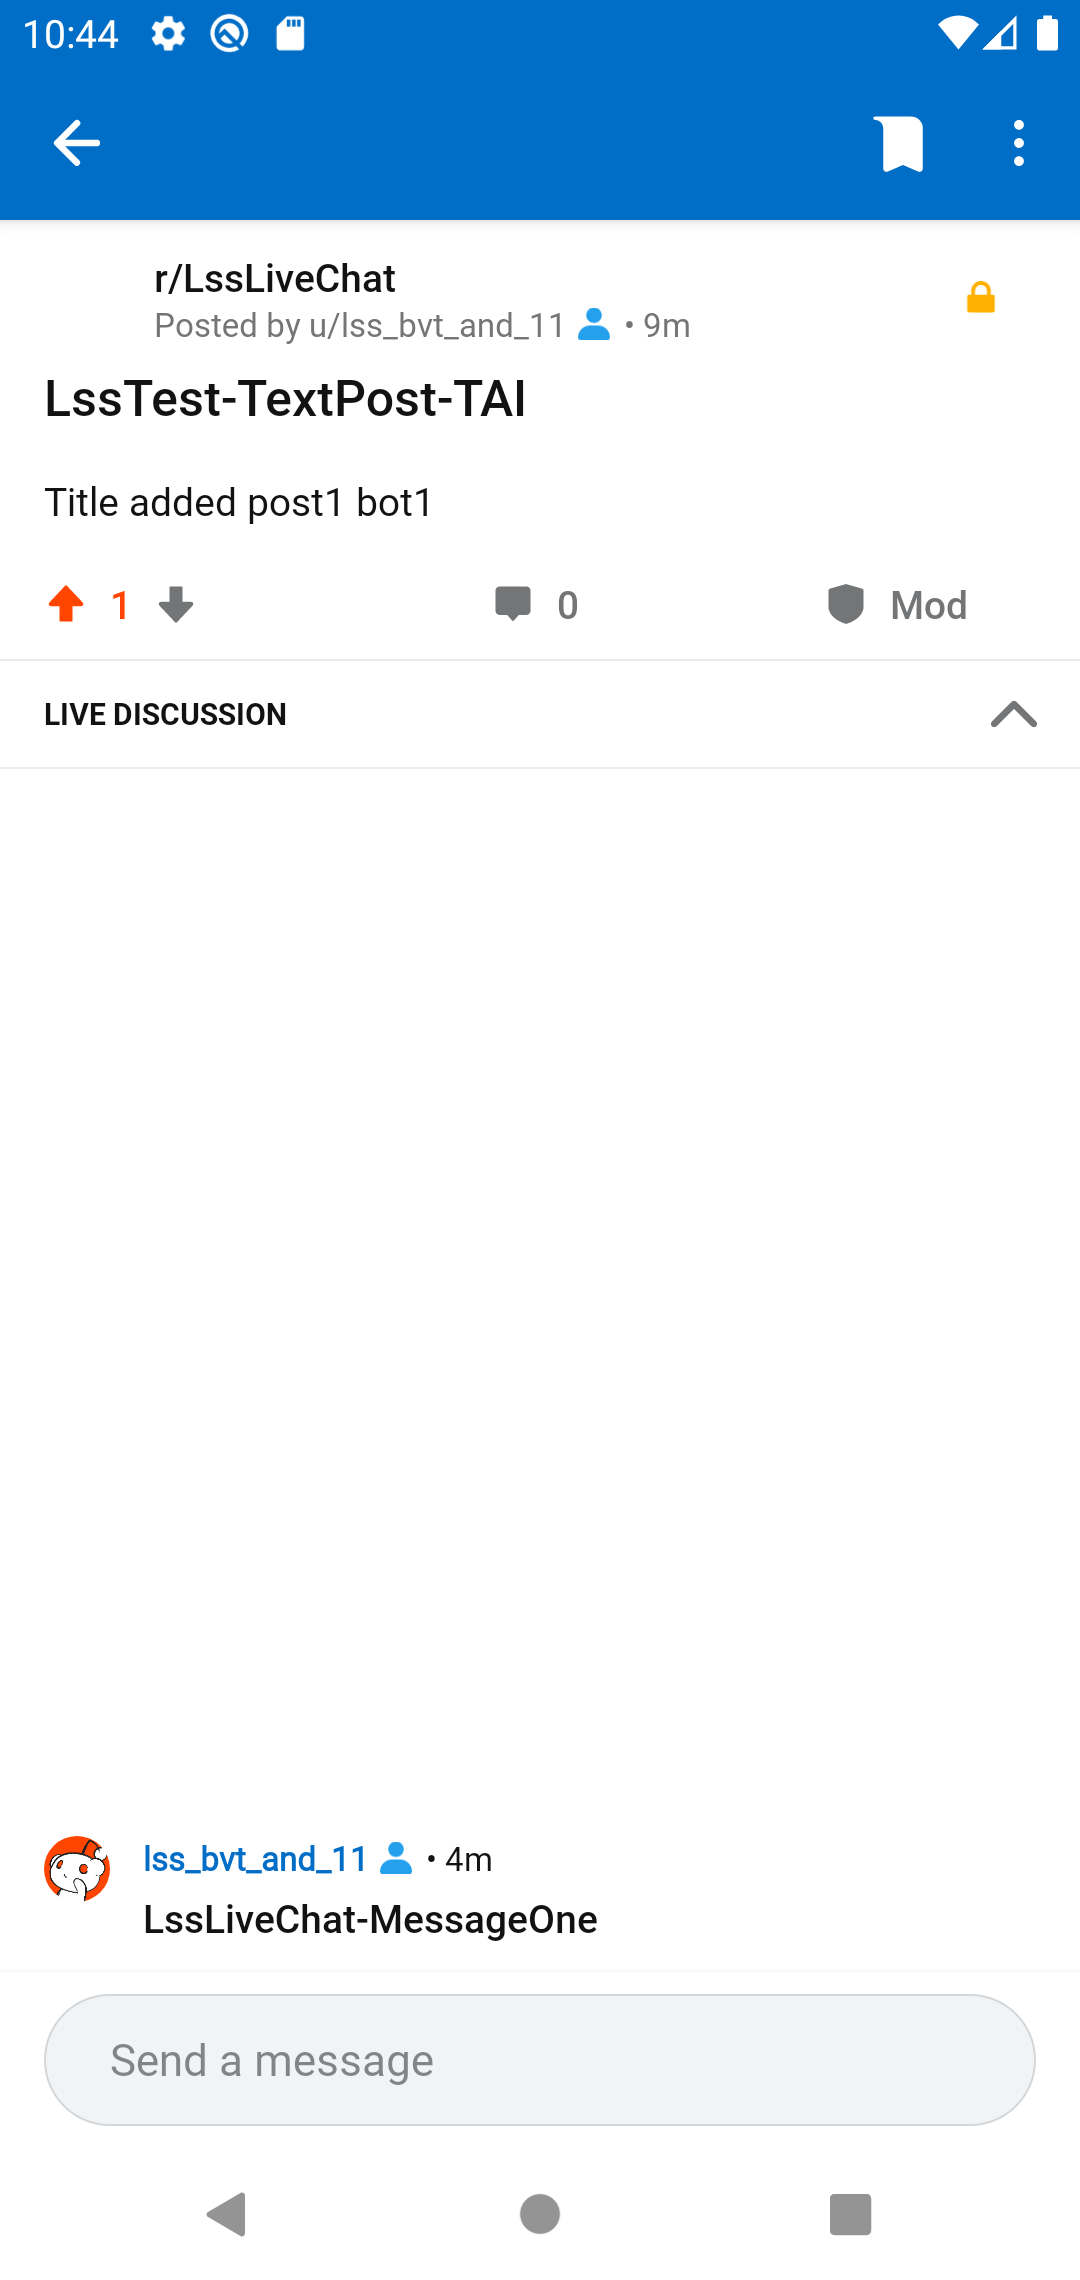 10:44
r/LssLiveChat
Posted by u/lss_bvt_and_11 • 9m
LssTest-TextPost-TAI
Title added post1 bot1
1 0 Mod
LIVE DISCUSSION
lss_bvt_and_11 • 4m
LssLiveChat-MessageOne
Send a message